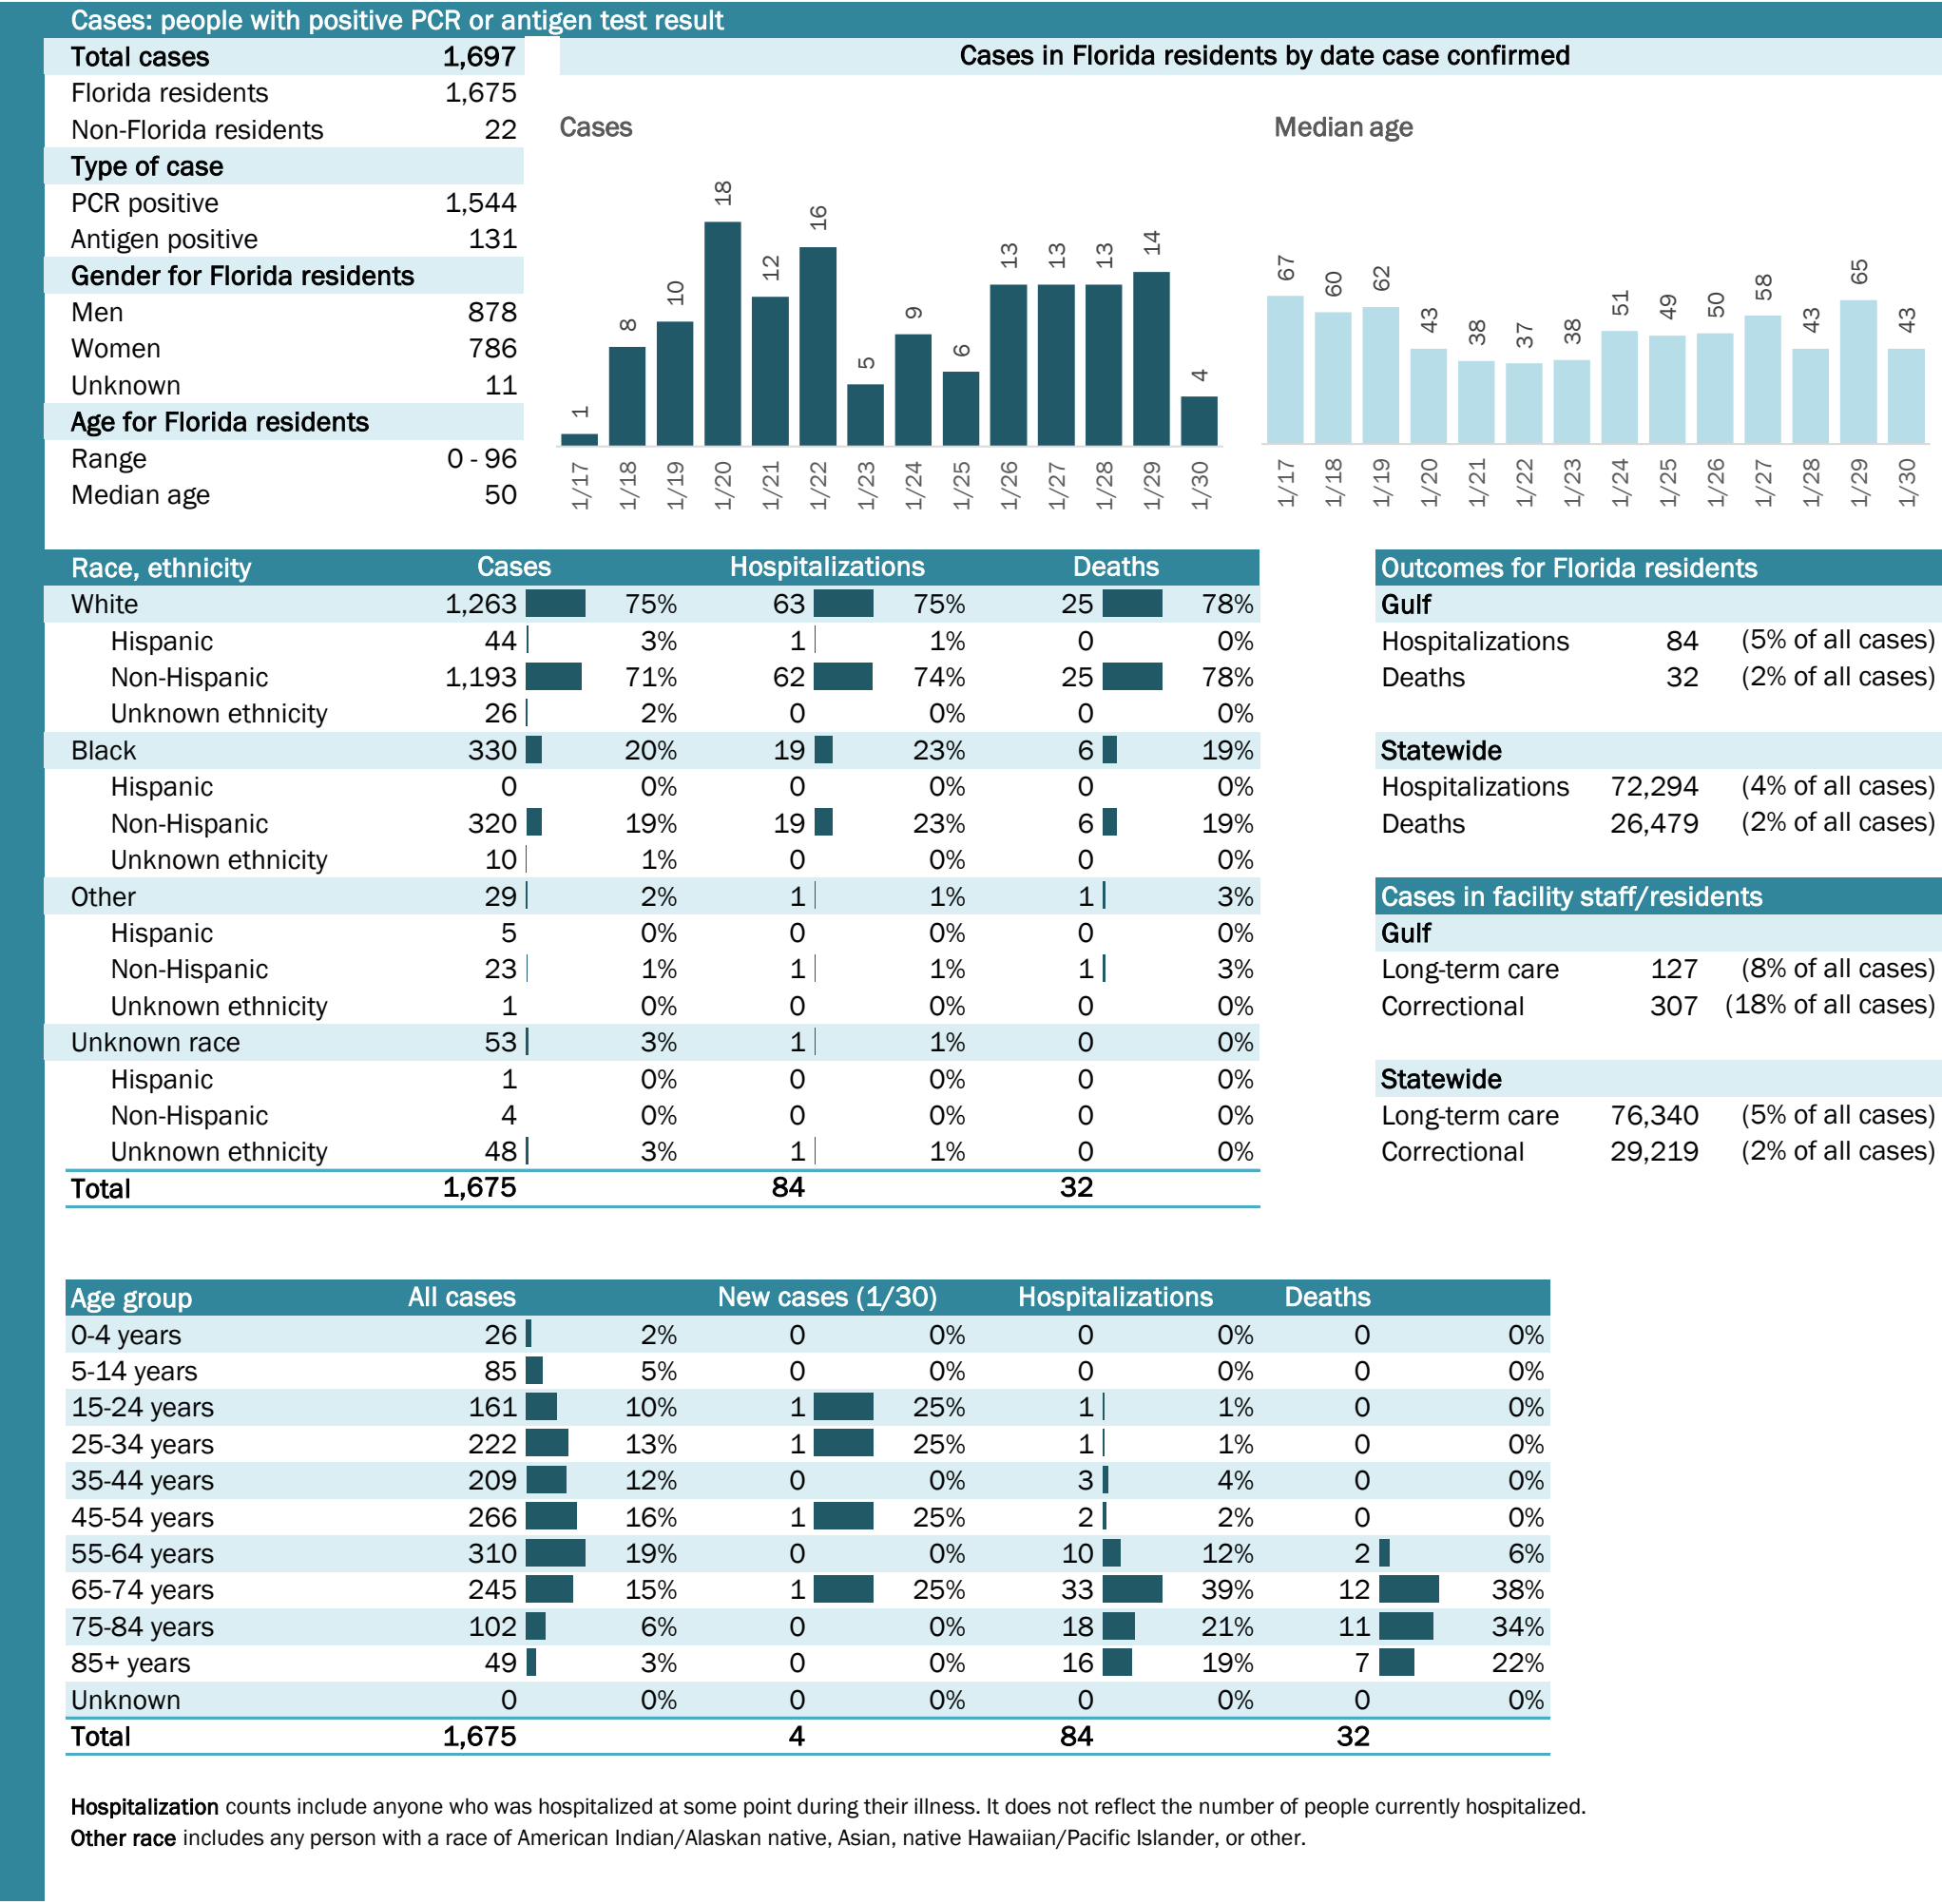 Cases: people with positive PCR or antigen test result
Total cases 1,697
Florida residents 1,675
Non-Florida residents 22
Type of case
PCR positive 1,544
Antigen positive 131
Gender for Florida residents
Men 878
Women 786
Unknown 11
Age for Florida residents
Range 0 - 96
Median age 50
Cases in Florida residents by date case confirmed
Cases
1 8 10 18 12 16 5 9 6 13 13 13 14 4
1/17 1/18 1/19 1/20 1/21 1/22 1/23 1/24 1/25 1/26 1/27 1/28 1/29 1/30
Median age
67 60 62 43 38 37 38 51 49 50 58 43 65 43
1/17 1/18 1/19 1/20 1/21 1/22 1/23 1/24 1/25 1/26 1/27 1/28 1/29 1/30
Race, ethnicity Cases Hospitalizations Deaths
White 1,263 75% 63 75% 25 78%
Hispanic 44 3% 1 1% 0 0%
Non-Hispanic 1,193 71% 62 74% 25 78%
Unknown ethnicity 26 2% 0 0% 0 0%
Black 330 20% 19 23% 6 19%
Hispanic 0 0% 0 0% 0 0%
Non-Hispanic 320 19% 19 23% 6 19%
Unknown ethnicity 10 1% 0 0% 0 0%
Other 29 2% 1 1% 1 3%
Hispanic 5 0% 0 0% 0 0%
Non-Hispanic 23 1% 1 1% 1 3%
Unknown ethnicity 1 0% 0 0% 0 0%
Unknown race 53 3% 1 1% 0 0%
Hispanic 1 0% 0 0% 0 0%
Non-Hispanic 4 0% 0 0% 0 0%
Unknown ethnicity 48 3% 1 1% 0 0%
Total 1,675 84 32
Outcomes for Florida residents
Gulf
Hospitalizations 84 (5% of all cases)
Deaths 32 (2% of all cases)
Statewide
Hospitalizations 72,294 (4% of all cases)
Deaths 26,479 (2% of all cases)
Cases in facility staff/residents
Gulf
Long-term care 127 (8% of all cases)
Correctional 307 (18% of all cases)
Statewide
Long-term care 76,340 (5% of all cases)
Correctional 29,219 (2% of all cases)
Age group All cases New cases (1/30) Hospitalizations Deaths
0-4 years 26 2% 0 0% 0 0% 0 0%
5-14 years 85 5% 0 0% 0 0% 0 0%
15-24 years 161 10% 1 25% 1 1% 0 0%
25-34 years 222 13% 1 25% 1 1% 0 0%
35-44 years 209 12% 0 0% 3 4% 0 0%
45-54 years 266 16% 1 25% 2 2% 0 0%
55-64 years 310 19% 0 0% 10 12% 2 6%
65-74 years 245 15% 1 25% 33 39% 12 38%
75-84 years 102 6% 0 0% 18 21% 11 34%
85+ years 49 3% 0 0% 16 19% 7 22%
Unknown 0 0% 0 0% 0 0% 0 0%
Total 1,675 4 84 32
Hospitalization counts include anyone who was hospitalized at some point during their illness. It does not reflect the number of people currently hospitalized.
Other race includes any person with a race of American Indian/Alaskan native, Asian, native Hawaiian/Pacific Islander, or other.